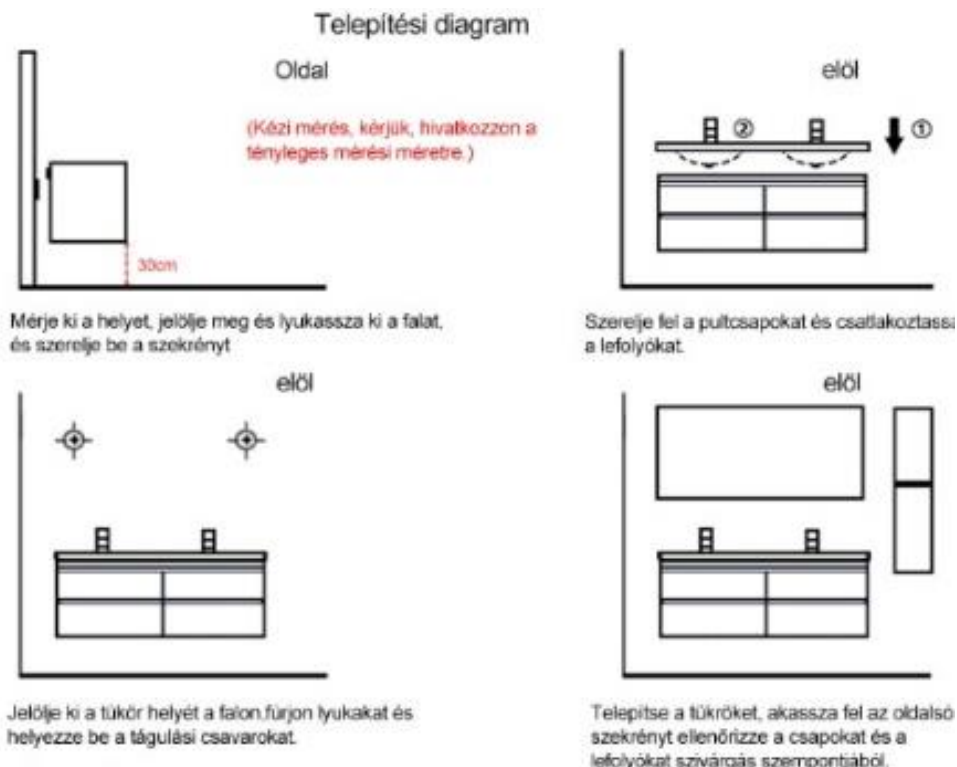 Telepítési diagram
Oldal
(Kézi mérés, kérjük, hivatkozzon a
tényleges mérési méretre.)
30cm
Mérje ki a helyet, jelölje meg és lyukassza ki a falat,
és szerelje be a szekrényt
elöl
②
①
Szerelje fel a pultcsapokat és csatlakoztassa
a lefolyókat.
elöl
Jelölje ki a tükör helyét a falon.fúrjon lyukakat és
helyezze be a tágulási csavarokat.
elöl
Telepítse a tükröket, akassza fel az oldalsó
szekrényt ellenőrizze a csapokat és a
lefolyókat szivárgás szempontjából.